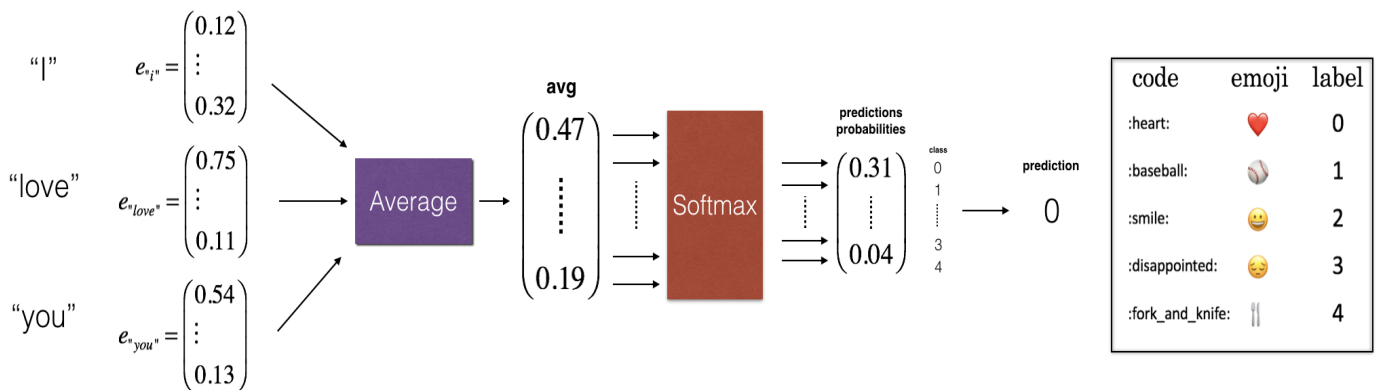 “I”
e"i" =
0.12
⋮
0.32
“love”
e"love" =
0.75
⋮
0.11
“you”
e"you" =
0.54
⋮
0.13
Average
avg
0.47
0.19
Softmax
predictions
probabilities
0.31
0.04
class
0
1
3
4
prediction
0
code emoji label
:heart: ❤️ 0
:baseball: ⚾ 1
:smile: 😀 2
:disappointed: 😔 3
:fork_and_knife: 🍴 4